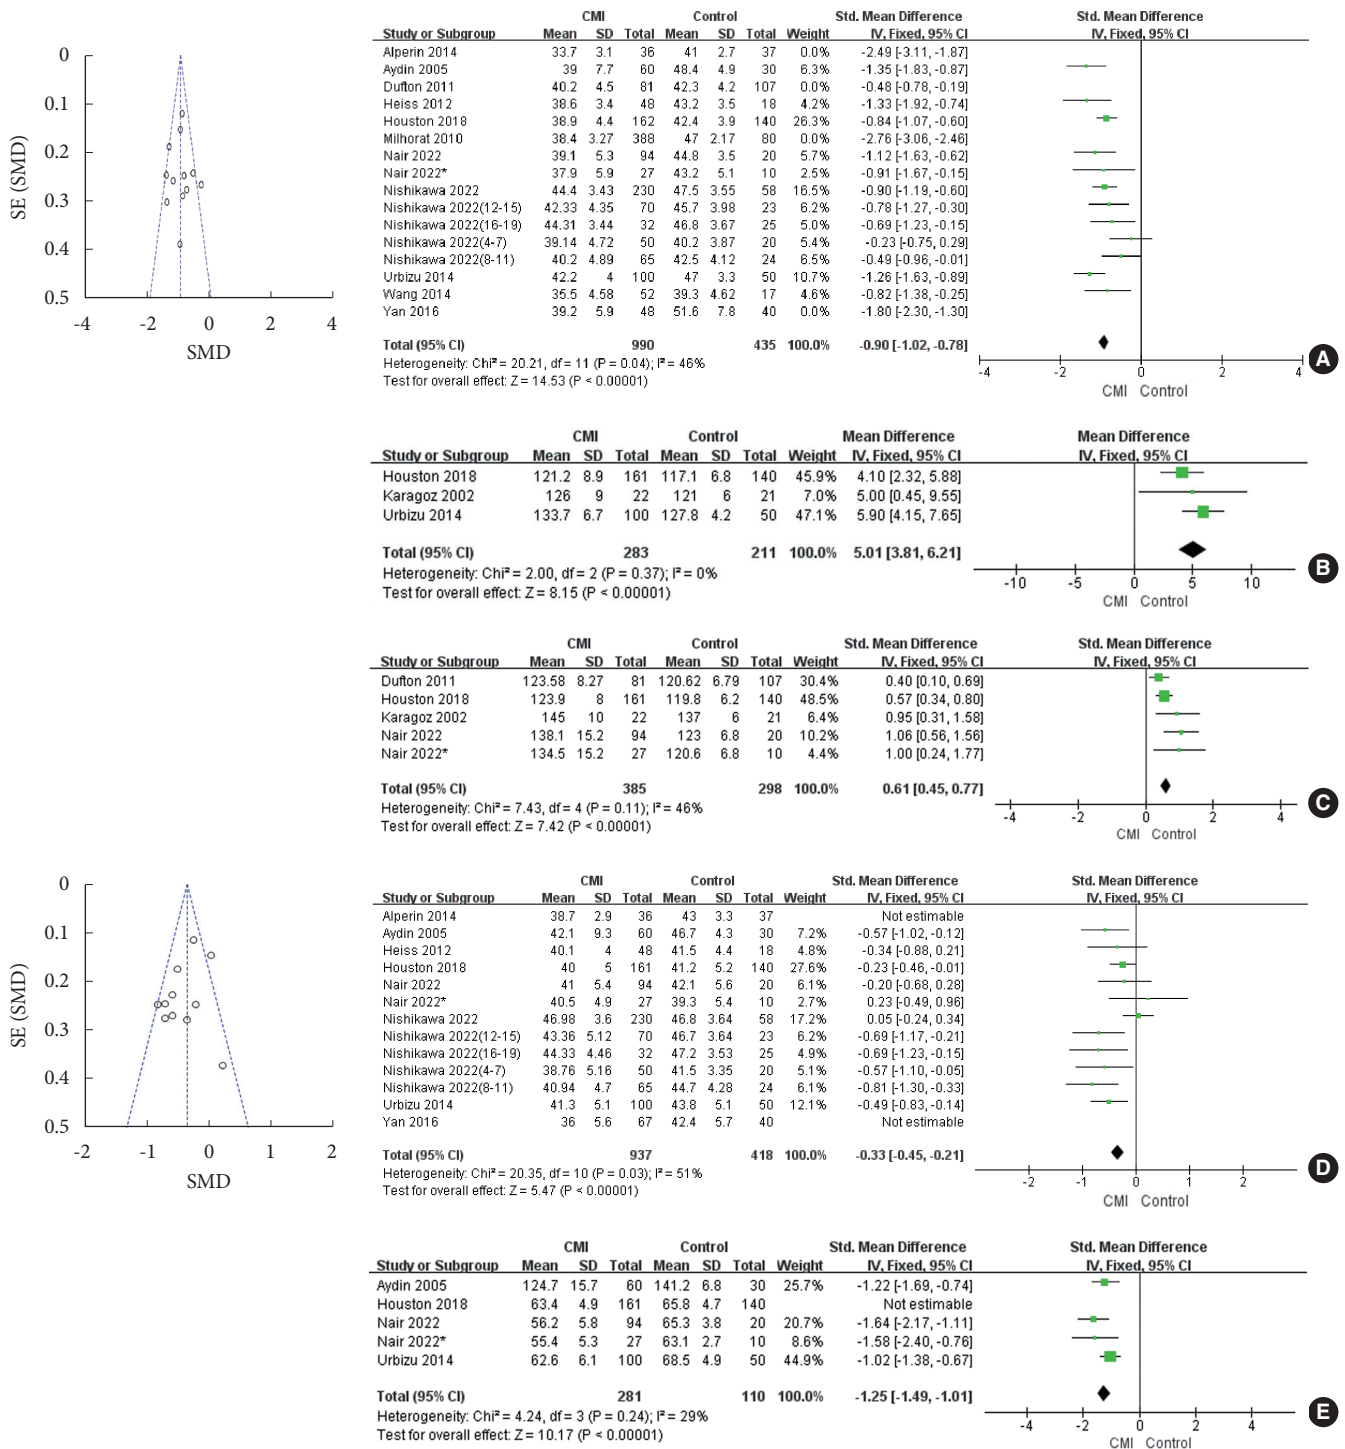 CMI Control Std. Mean Difference Std. Mean Difference
Study or Subgroup Mean SD Total Mean SD Total Weight IV, Fixed, 95% CI IV, Fixed, 95% CI
Alperin 2014 33.7 3.1 36 41 2.7 37 0.0% -2.49 [-3.11, -1.87]
Aydin 2005 39 7.7 60 48.4 4.9 30 6.3% -1.35 [-1.83, -0.87]
Dufton 2011 40.2 4.5 81 42.3 4.2 107 0.0% -0.48 [-0.78, -0.19]
Heiss 2012 38.6 3.4 48 43.2 3.5 18 4.2% -1.33 [-1.92, -0.74]
Houston 2018 38.9 4.4 162 42.4 3.9 140 26.3% -0.84 [-1.07, -0.60]
Milhorat 2010 38.4 3.27 388 47 2.17 80 0.0% -2.76 [-3.06, -2.46]
Nair 2022 39.1 5.3 94 44.8 3.5 20 5.7% -1.12 [-1.63, -0.62]
Nair 2022* 37.9 5.9 27 43.2 5.1 10 2.5% -0.91 [-1.67, -0.15]
Nishikawa 2022 44.4 3.43 230 47.5 3.55 58 16.5% -0.90 [-1.19, -0.60]
Nishikawa 2022(12-15) 42.33 4.35 70 45.7 3.98 23 6.2% -0.78 [-1.27, -0.30]
Nishikawa 2022(16-19) 44.31 3.44 32 46.8 3.67 25 5.0% -0.69 [-1.23, -0.15]
Nishikawa 2022(4-7) 39.14 4.72 50 40.2 3.87 20 5.4% -0.23 [-0.75, 0.29]
Nishikawa 2022(8-11) 40.2 4.89 65 42.5 4.12 24 6.5% -0.49 [-0.96, -0.01]
Urbizu 2014 42.2 4 100 47 3.3 50 10.7% -1.26 [-1.63, -0.89]
Wang 2014 35.5 4.58 52 39.3 4.62 17 4.6% -0.82 [-1.38, -0.25]
Yan 2016 39.2 5.9 48 51.6 7.8 40 0.0% -1.80 [-2.30, -1.30]
Total (95% CI) 990 435 100.0% -0.90 [-1.02, -0.78]
Heterogeneity: Chi² = 20.21, df = 11 (P = 0.04); I² = 46%
Test for overall effect: Z = 14.53 (P < 0.00001)
-4 -2 0 2 4
CMI Control
A
SE (SMD)
0
0.1
0.2
0.3
0.4
0.5
-4 -2 0 2 4
SMD
CMI Control Mean Difference Mean Difference
Study or Subgroup Mean SD Total Mean SD Total Weight IV, Fixed, 95% CI IV, Fixed, 95% CI
Houston 2018 121.2 8.9 161 117.1 6.8 140 45.9% 4.10 [2.32, 5.88]
Karagoz 2002 126 9 22 121 6 21 7.0% 5.00 [0.45, 9.55]
Urbizu 2014 133.7 6.7 100 127.8 4.2 50 47.1% 5.90 [4.15, 7.65]
Total (95% CI) 283 211 100.0% 5.01 [3.81, 6.21]
Heterogeneity: Chi² = 2.00, df = 2 (P = 0.37); I² = 0%
Test for overall effect: Z = 8.15 (P < 0.00001)
-10 -5 0 5 10
CMI Control
B
CMI Control Std. Mean Difference Std. Mean Difference
Study or Subgroup Mean SD Total Mean SD Total Weight IV, Fixed, 95% CI IV, Fixed, 95% CI
Dufton 2011 123.58 8.27 81 120.62 6.79 107 30.4% 0.40 [0.10, 0.69]
Houston 2018 123.9 8 161 119.8 6.2 140 48.5% 0.57 [0.34, 0.80]
Karagoz 2002 145 10 22 137 6 21 6.4% 0.95 [0.31, 1.58]
Nair 2022 138.1 15.2 94 123 6.8 20 10.2% 1.06 [0.56, 1.56]
Nair 2022* 134.5 15.2 27 120.6 6.8 10 4.4% 1.00 [0.24, 1.77]
Total (95% CI) 385 298 100.0% 0.61 [0.45, 0.77]
Heterogeneity: Chi² = 7.43, df = 4 (P = 0.11); I² = 46%
Test for overall effect: Z = 7.42 (P < 0.00001)
-4 -2 0 2 4
CMI Control
C
CMI Control Std. Mean Difference Std. Mean Difference
Study or Subgroup Mean SD Total Mean SD Total Weight IV, Fixed, 95% CI IV, Fixed, 95% CI
Alperin 2014 38.7 2.9 36 43 3.3 37 Not estimable
Aydin 2005 42.1 9.3 60 46.7 4.3 30 7.2% -0.57 [-1.02, -0.12]
Heiss 2012 40.1 4 48 41.5 4.4 18 5.2% -0.34 [-0.88, 0.21]
Houston 2018 40 5 161 41.2 5.2 140 27.6% -0.23 [-0.46, -0.01]
Nair 2022 41 5.4 94 42.1 5.6 20 6.1% -0.20 [-0.68, 0.28]
Nair 2022* 40.5 4.9 27 39.3 5.4 10 2.7% 0.23 [-0.49, 0.96]
Nishikawa 2022 46.98 3.6 230 46.8 3.64 58 17.2% 0.05 [-0.24, 0.34]
Nishikawa 2022(12-15) 43.36 5.12 70 46.7 3.64 23 6.2% -0.69 [-1.17, -0.21]
Nishikawa 2022(16-19) 44.33 4.46 32 47.2 3.53 25 4.9% -0.69 [-1.23, -0.15]
Nishikawa 2022(4-7) 38.76 5.16 50 41.5 3.35 20 5.1% -0.57 [-1.10, -0.05]
Nishikawa 2022(8-11) 40.94 4.7 65 44.7 4.28 24 6.1% -0.81 [-1.30, -0.33]
Urbizu 2014 41.3 5.1 100 43.8 5.1 50 12.1% -0.49 [-0.83, -0.14]
Yan 2016 36 5.6 67 42.4 5.7 40 Not estimable
Total (95% CI) 937 418 100.0% -0.33 [-0.45, -0.21]
Heterogeneity: Chi² = 20.35, df = 10 (P = 0.03); I² = 51%
Test for overall effect: Z = 5.47 (P < 0.00001)
-2 -1 0 1 2
CMI Control
D
SE (SMD)
0
0.1
0.2
0.3
0.4
0.5
-2 -1 0 1 2
SMD
CMI Control Std. Mean Difference Std. Mean Difference
Study or Subgroup Mean SD Total Mean SD Total Weight IV, Fixed, 95% CI IV, Fixed, 95% CI
Aydin 2005 124.7 15.7 60 141.2 6.8 30 25.7% -1.22 [-1.69, -0.74]
Houston 2018 63.4 4.9 161 65.8 4.7 140 Not estimable
Nair 2022 56.2 5.8 94 65.3 3.8 20 20.7% -1.64 [-2.17, -1.11]
Nair 2022* 55.4 5.3 27 63.1 2.7 10 8.6% -1.58 [-2.40, -0.76]
Urbizu 2014 62.6 6.1 100 68.5 4.9 50 44.9% -1.02 [-1.38, -0.67]
Total (95% CI) 281 110 100.0% -1.25 [-1.49, -1.01]
Heterogeneity: Chi² = 4.24, df = 3 (P = 0.24); I² = 29%
Test for overall effect: Z = 10.17 (P < 0.00001)
-4 -2 0 2 4
CMI Control
E